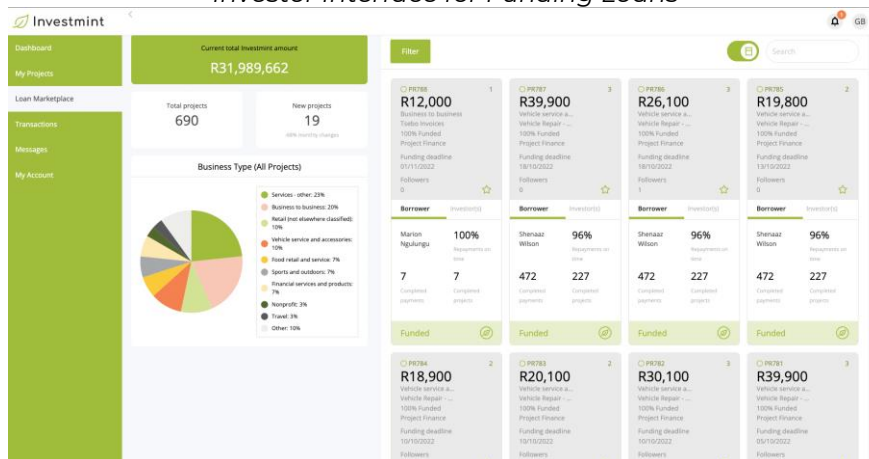 Investor Interface for Funding Loans
Investmint
GB
Dashboard
My Projects
Loan Marketplace
Transactions
Messages
My Account
Current total Investmint amount
R31,989,662
Total projects
690
New projects
19
Business Type (All Projects)
Services - other: 23%
Business to business: 20%
Retail (not elsewhere classified):
10%
Vehicle service and accessories:
10%
Food retail and service: 7%
Sports and outdoors: 7%
Financial services and products:
7%
Nonprofit: 3%
Travel: 3%
Other: 10%
Filter
Search
PR788 1
R12,000
Business to business
Tsebo Invoices
100% Funded
Project Finance
Funding deadline
01/11/2022
Followers
0
Borrower Investor(s)
Marion
Ngulungu
100%
Repayments on
time
7
Completed
payments
7
Completed
projects
Funded
PR787 3
R39,900
Vehicle service a...
Vehicle Repair - ...
100% Funded
Project Finance
Funding deadline
18/10/2022
Followers
0
Borrower Investor(s)
Shenaaz
Wilson
96%
Repayments on
time
472
Completed
payments
227
Completed
projects
Funded
PR786 3
R26,100
Vehicle service a...
Vehicle Repair - ...
100% Funded
Project Finance
Funding deadline
18/10/2022
Followers
1
Borrower Investor(s)
Shenaaz
Wilson
96%
Repayments on
time
472
Completed
payments
227
Completed
projects
Funded
PR785 2
R19,800
Vehicle service a...
Vehicle Repair - ...
100% Funded
Project Finance
Funding deadline
13/10/2022
Followers
0
Borrower Investor(s)
Shenaaz
Wilson
96%
Repayments on
time
472
Completed
payments
227
Completed
projects
Funded
PR784 2
R18,900
Vehicle service a...
Vehicle Repair - ...
100% Funded
Project Finance
Funding deadline
10/10/2022
Followers
PR783 2
R20,100
Vehicle service a...
Vehicle Repair - ...
100% Funded
Project Finance
Funding deadline
10/10/2022
Followers
PR782 3
R30,100
Vehicle service a...
Vehicle Repair - ...
100% Funded
Project Finance
Funding deadline
10/10/2022
Followers
PR781 3
R39,900
Vehicle service a...
Vehicle Repair - ...
100% Funded
Project Finance
Funding deadline
05/10/2022
Followers